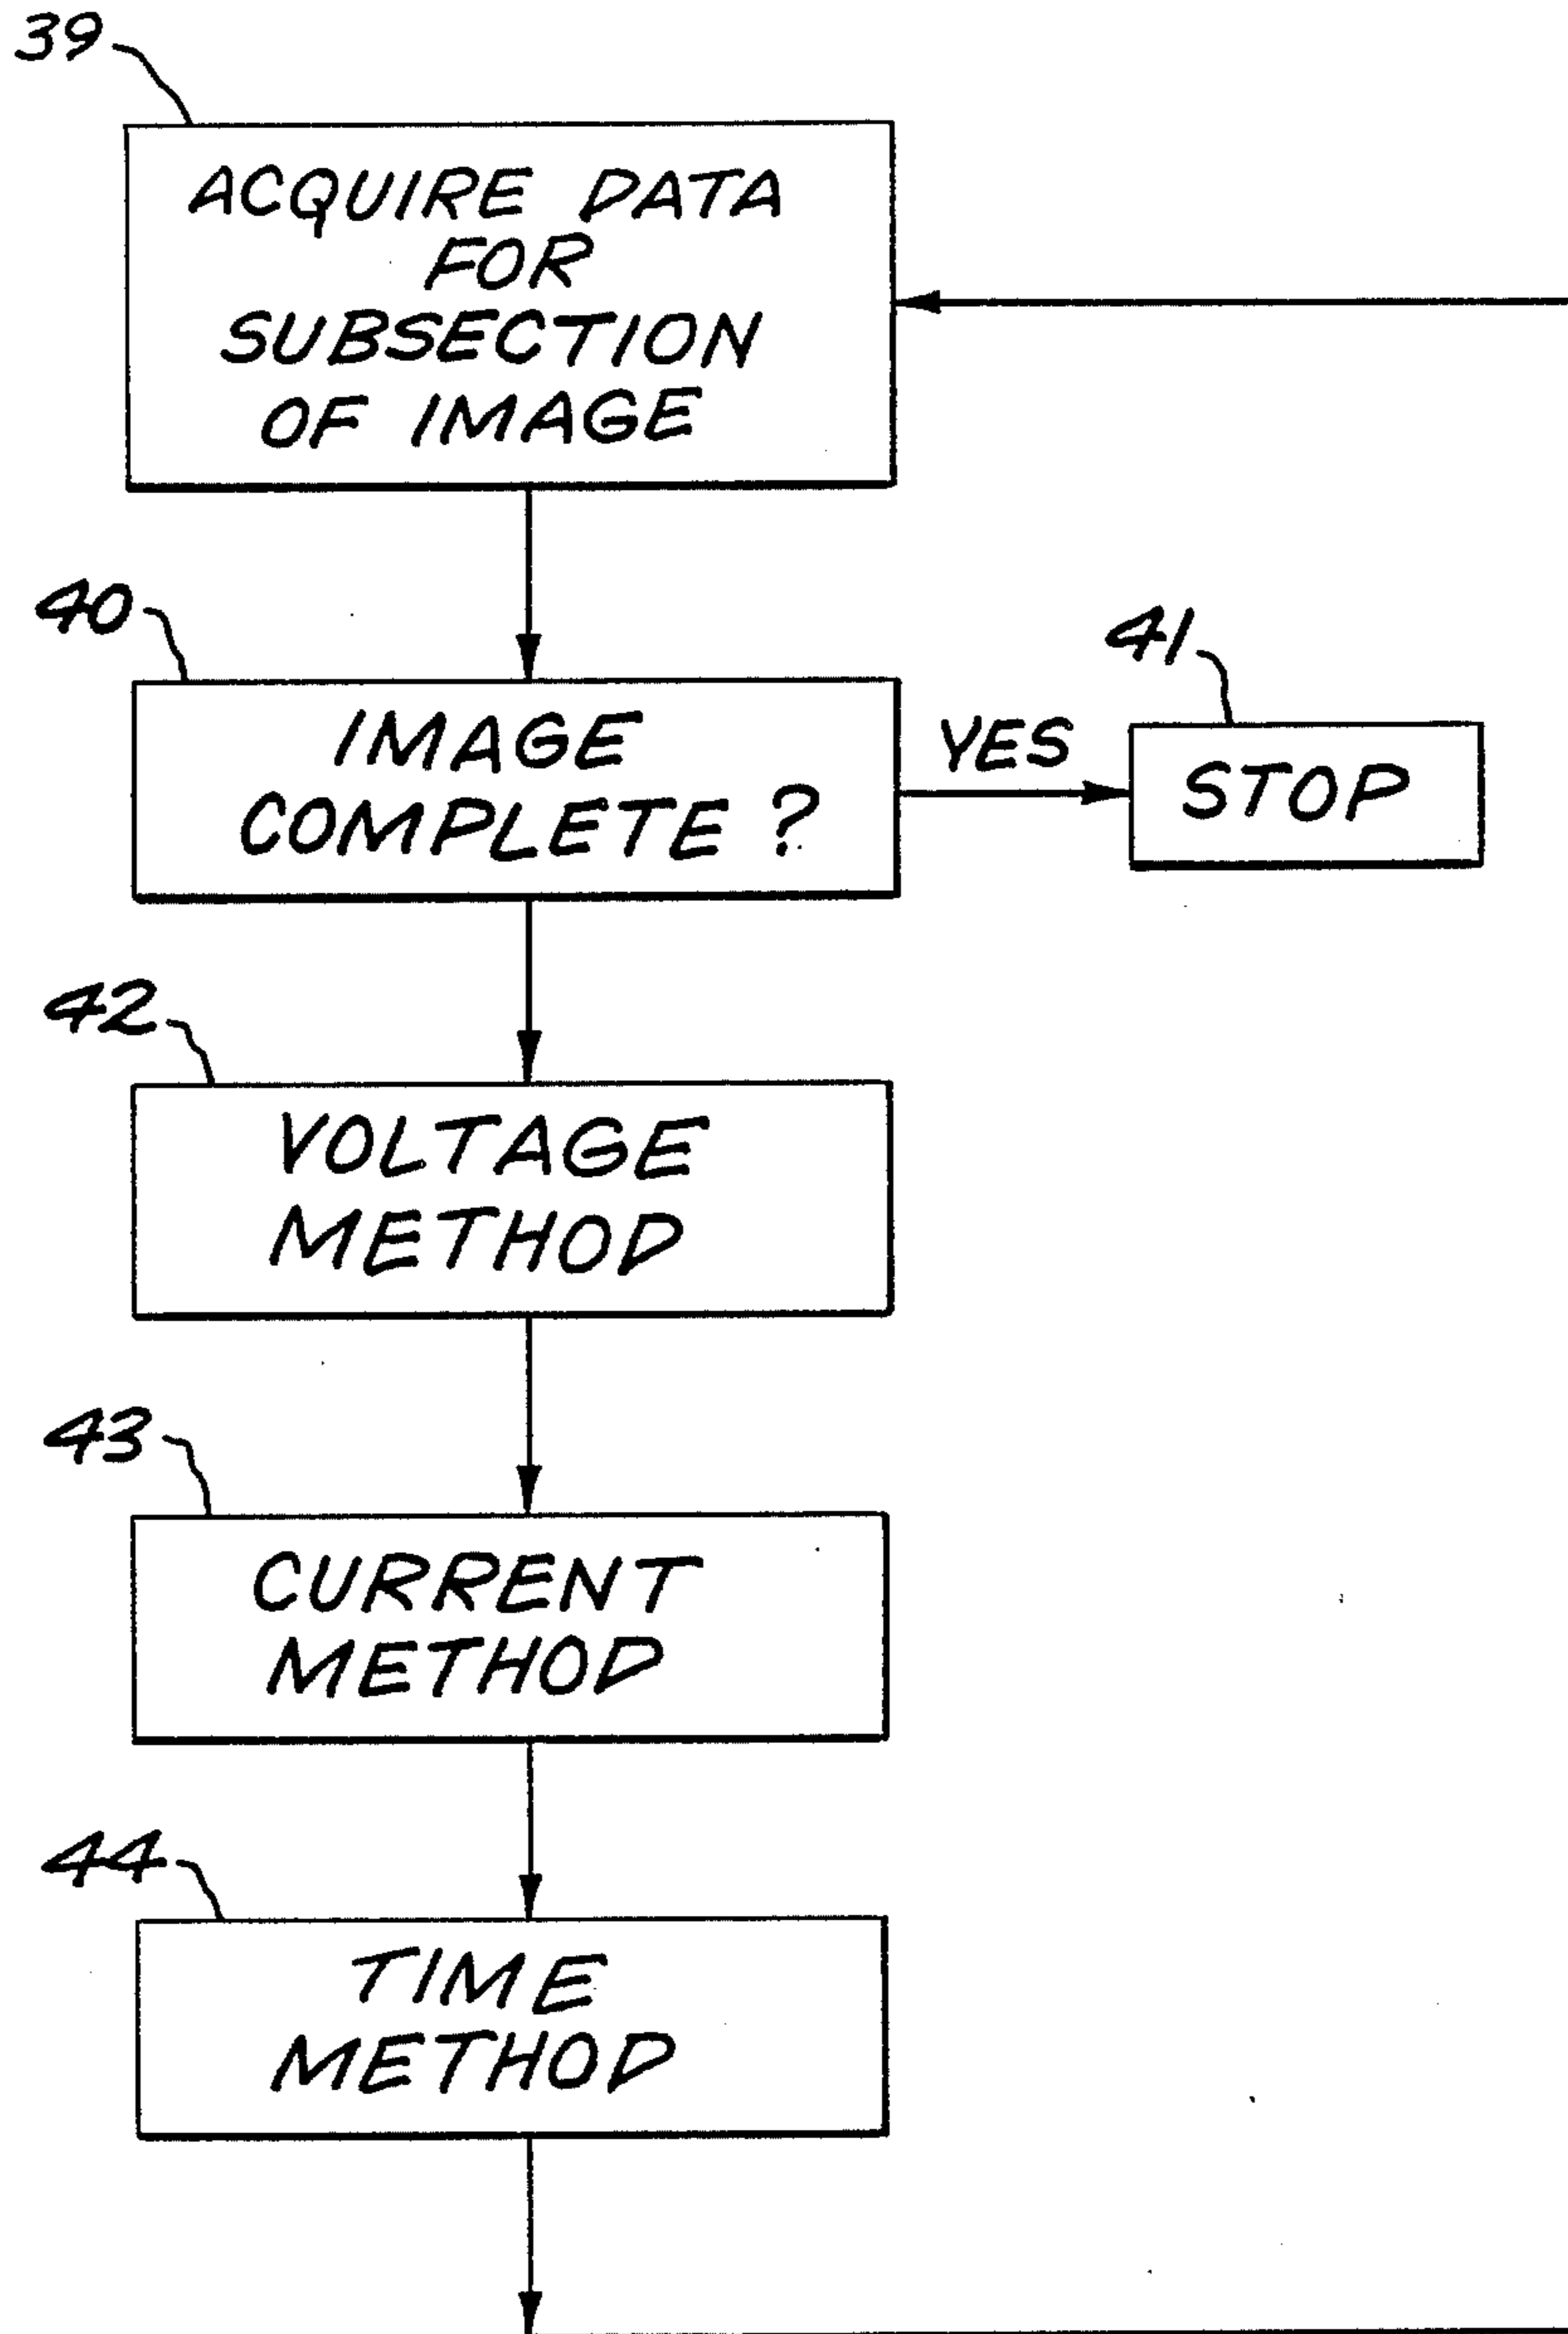 39
ACQUIRE DATA
FOR
SUBSECTION
OF IMAGE
40
IMAGE
COMPLETE ?
YES
41
STOP
42
VOLTAGE
METHOD
43
CURRENT
METHOD
44
TIME
METHOD